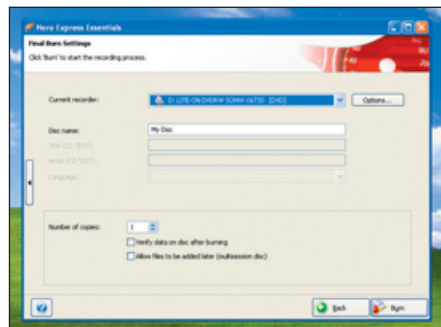 Nero Express Essentials
Final Burn Settings
Click 'Burn' to start the recording process.
Current recorder: D: LITE-ON DVDRW SOHW-1673S [DVD] Options...
Disc name: My Disc
Title (CD TEXT):
Artist (CD TEXT):
Language:
Number of copies: 1
Verify data on disc after burning
Allow files to be added later (multisession disc)
Back Burn